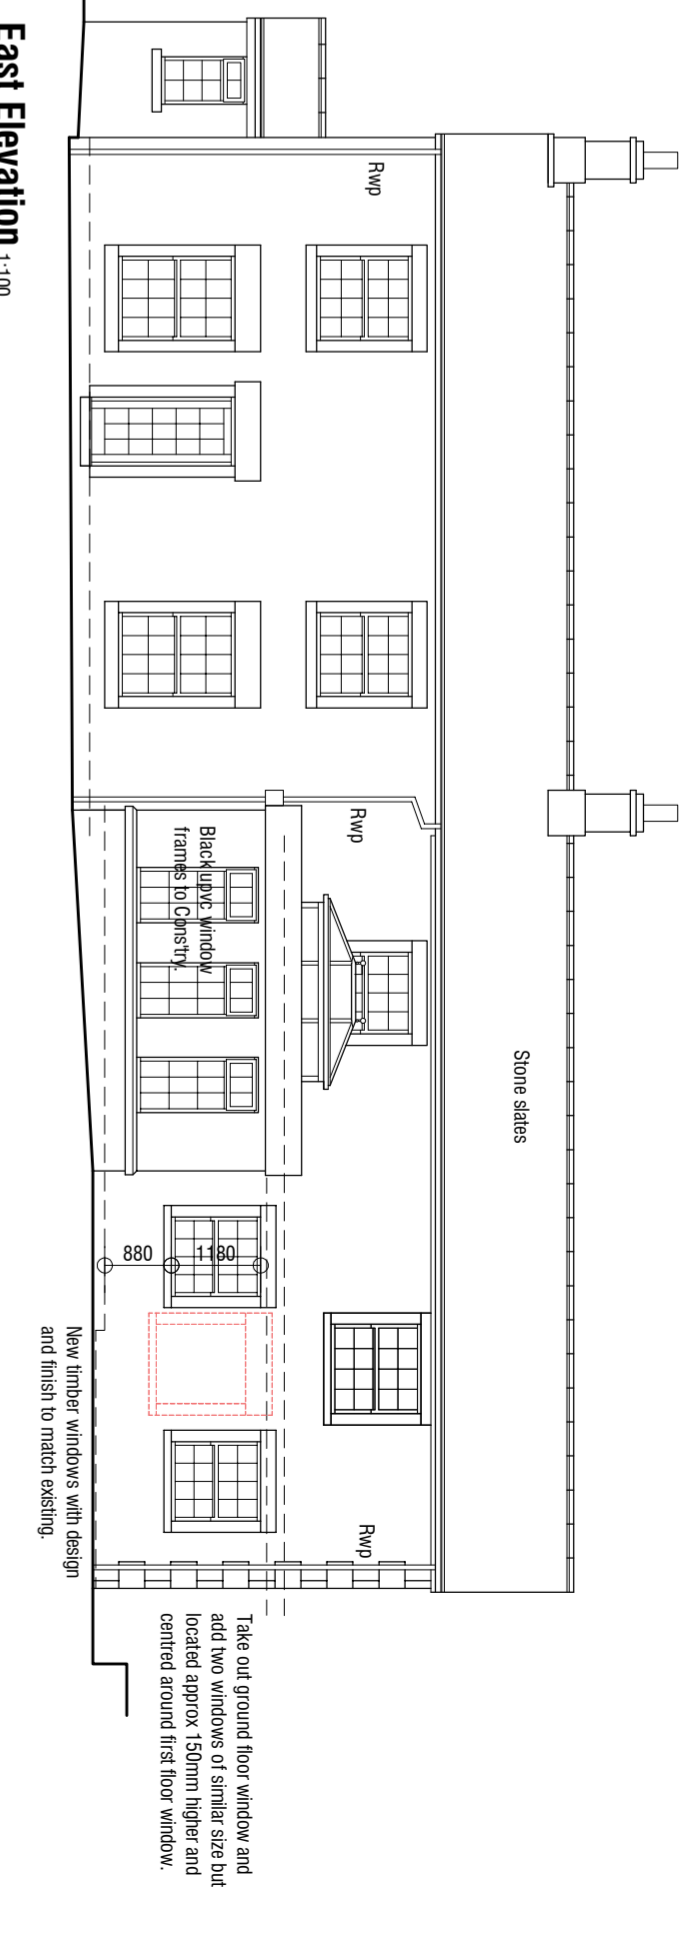 Rwp
Rwp
Rwp
Stone slates
Black upvc window
frames to Cons'try.
880
1180
Take out ground floor window and
add two windows of similar size but
located approx 150mm higher and
centred around first floor window.
New timber windows with design
and finish to match existing.
East Elevation 1:100